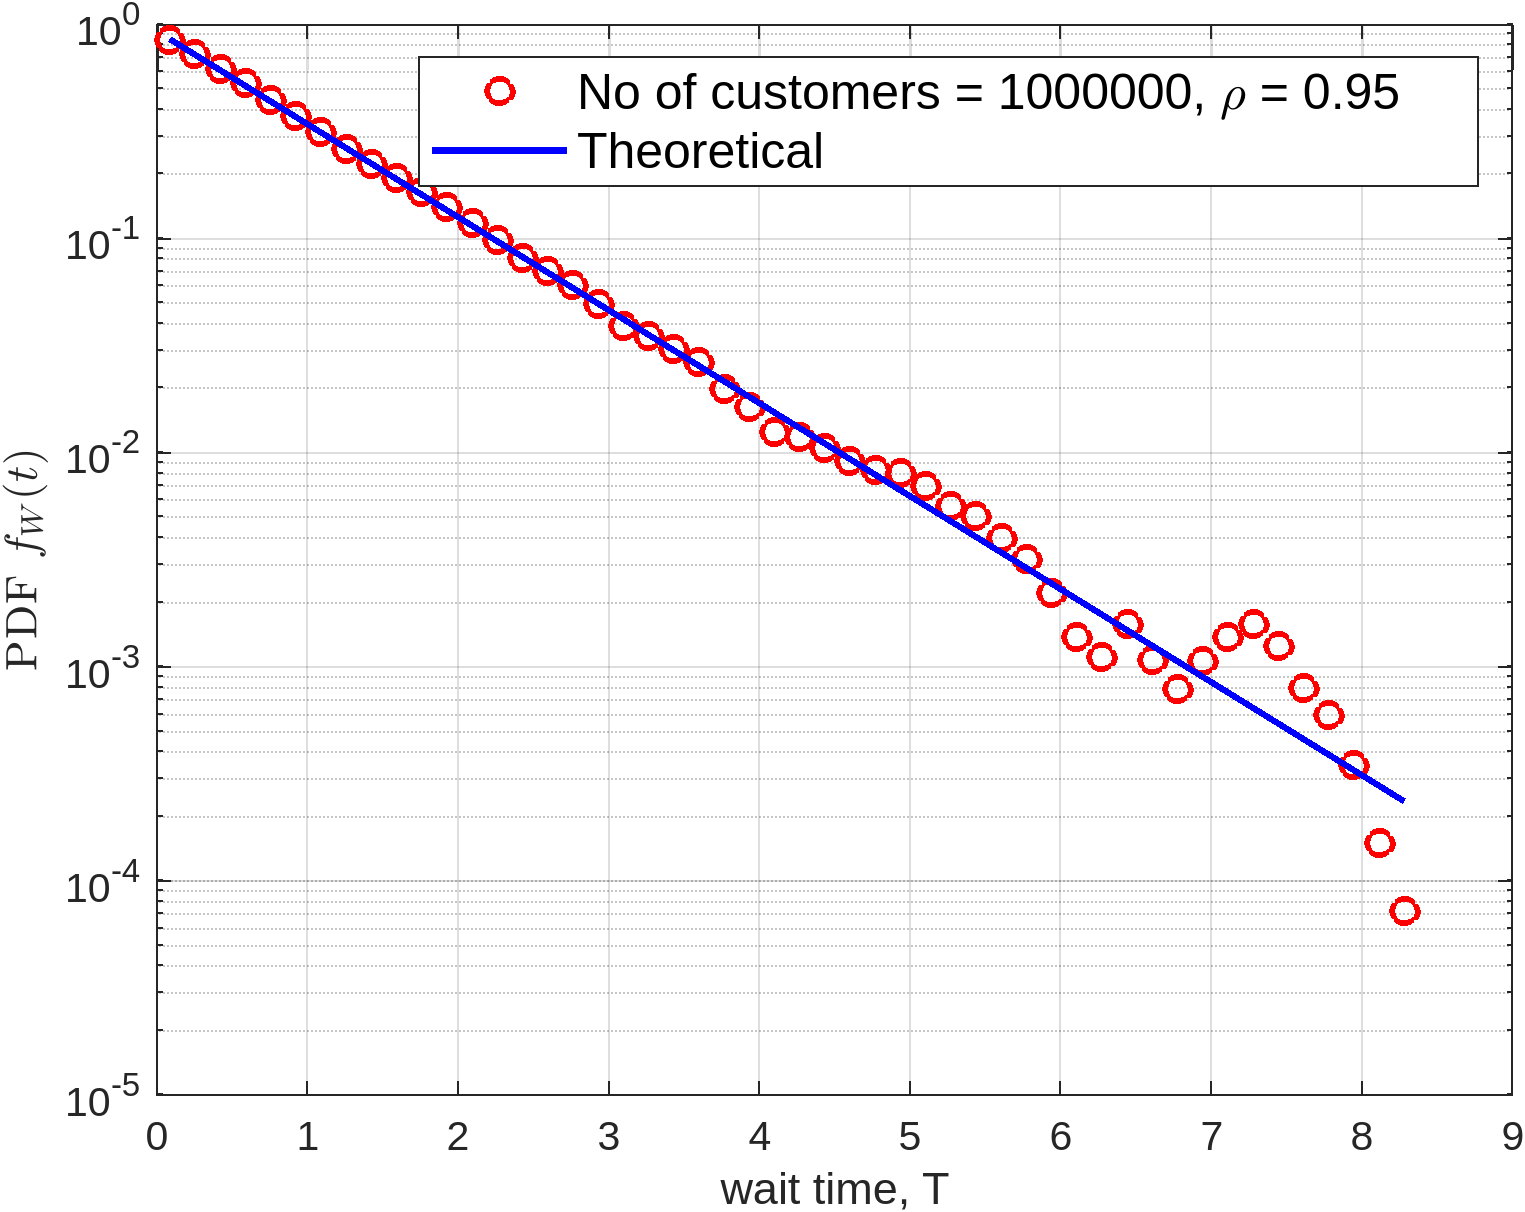 10^0
10^-1
10^-2
10^-3
10^-4
10^-5
PDF f_W(t)
No of customers = 1000000, ρ = 0.95
Theoretical
0 1 2 3 4 5 6 7 8 9
wait time, T